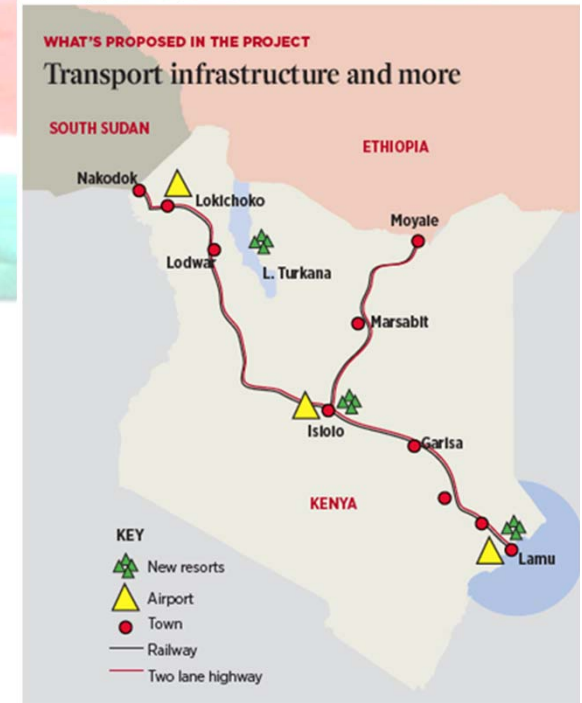 WHAT'S PROPOSED IN THE PROJECT
Transport infrastructure and more
SOUTH SUDAN
ETHIOPIA
Nakodok
Lokichoko
Moyale
Lodwar
L. Turkana
Marsabit
Isiolo
Garisa
KENYA
Lamu
KEY
New resorts
Airport
Town
Railway
Two lane highway